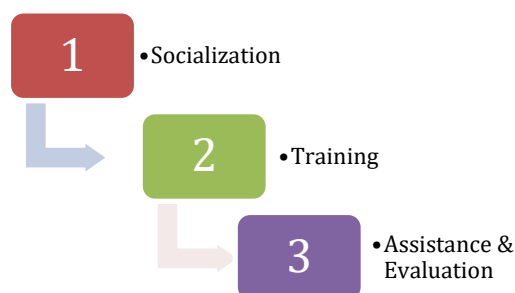 1
•Socialization
2
•Training
3
•Assistance &
Evaluation